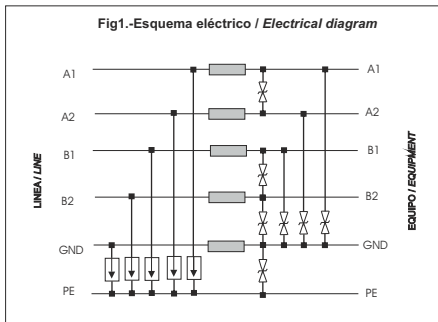 Fig1.-Esquema eléctrico / Electrical diagram
A1 A1
A2 A2
B1 B1
B2 B2
GND GND
PE PE
LINEA / LINE
EQUIPO / EQUIPMENT